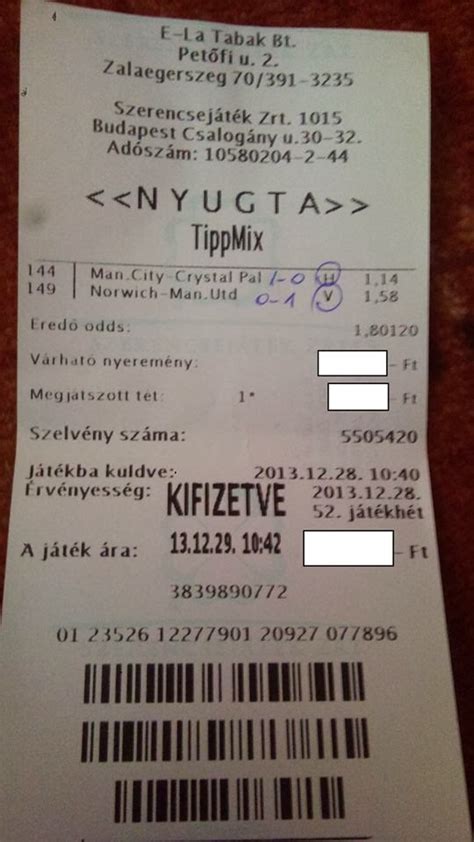 E-La Tabak Bt.
Petőfi u. 2.
Zalaegerszeg 70/391-3235
Szerencsejáték Zrt. 1015
Budapest Csalogány u.30-32.
Adószám: 10580204-2-44
<<NYUGTA>>
TippMix
144 | Man.City-Crystal Pal 1-0 H 1,14
149 | Norwich-Man.Utd 0-1 V 1,58
Eredő odds: 1,80120
Várható nyeremény: - Ft
Megjátszott tét: 1* - Ft
Szelvény száma: 5505420
Játékba kuldve: 2013.12.28. 10:40
Érvényesség: KIFIZETVE 2013.12.28.
52. játékhét
A játék ára: 13.12.29. 10:42 - Ft
3839890772
01 23526 12277901 20927 077896